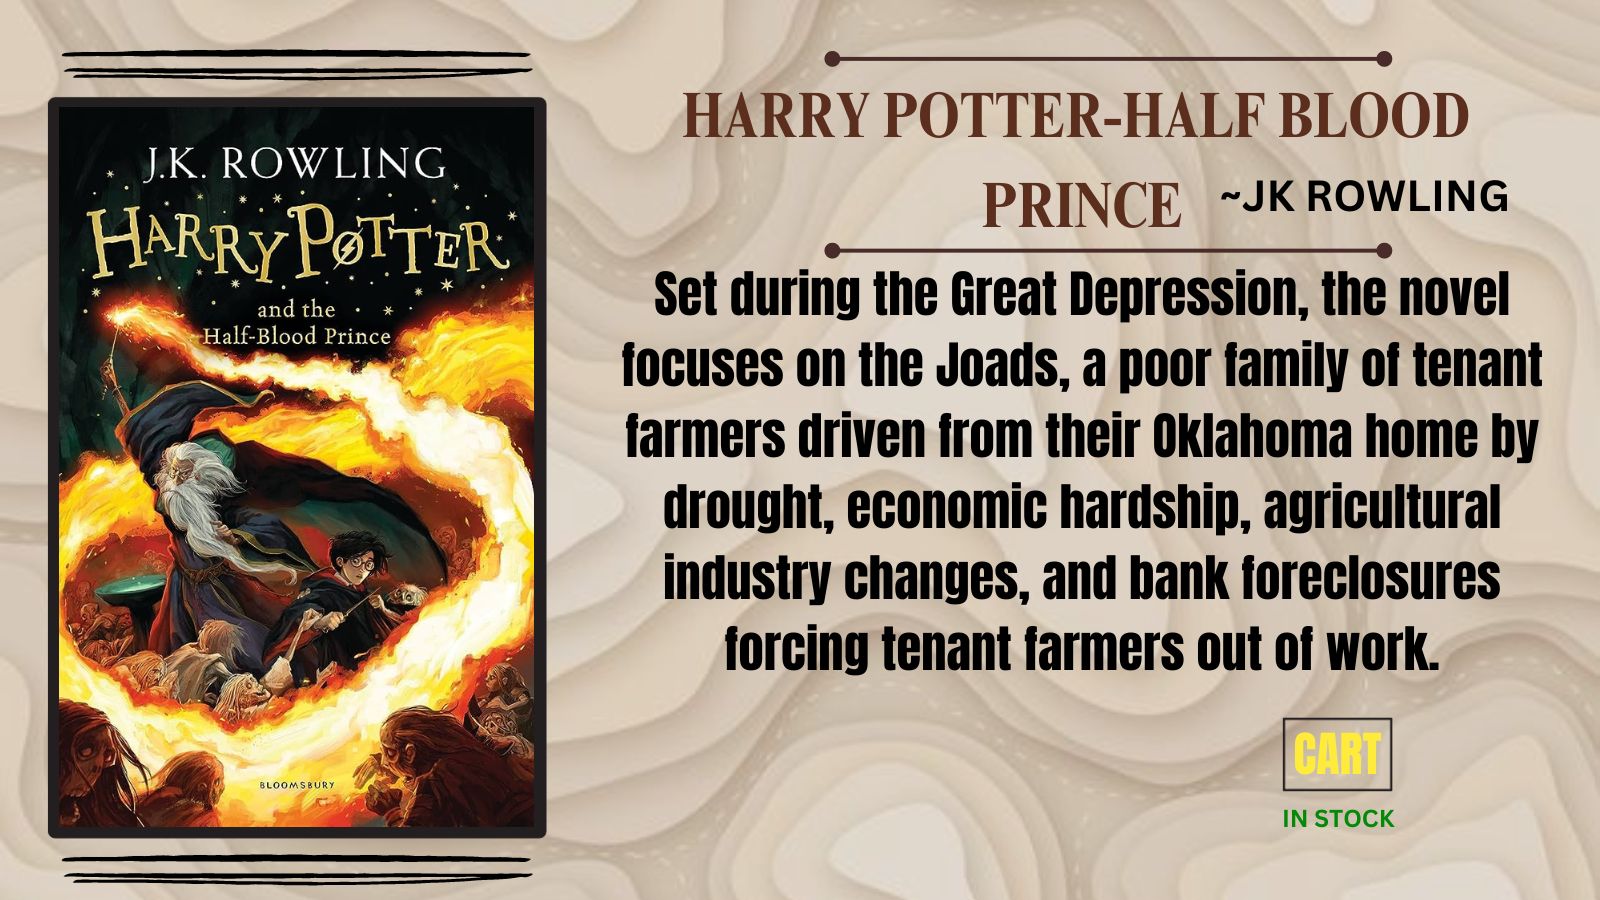 J.K. ROWLING
HARRY POTTER
and the
Half-Blood Prince
BLOOMSBURY
HARRY POTTER-HALF BLOOD
PRINCE ~JK ROWLING
Set during the Great Depression, the novel
focuses on the Joads, a poor family of tenant
farmers driven from their Oklahoma home by
drought, economic hardship, agricultural
industry changes, and bank foreclosures
forcing tenant farmers out of work.
CART
IN STOCK